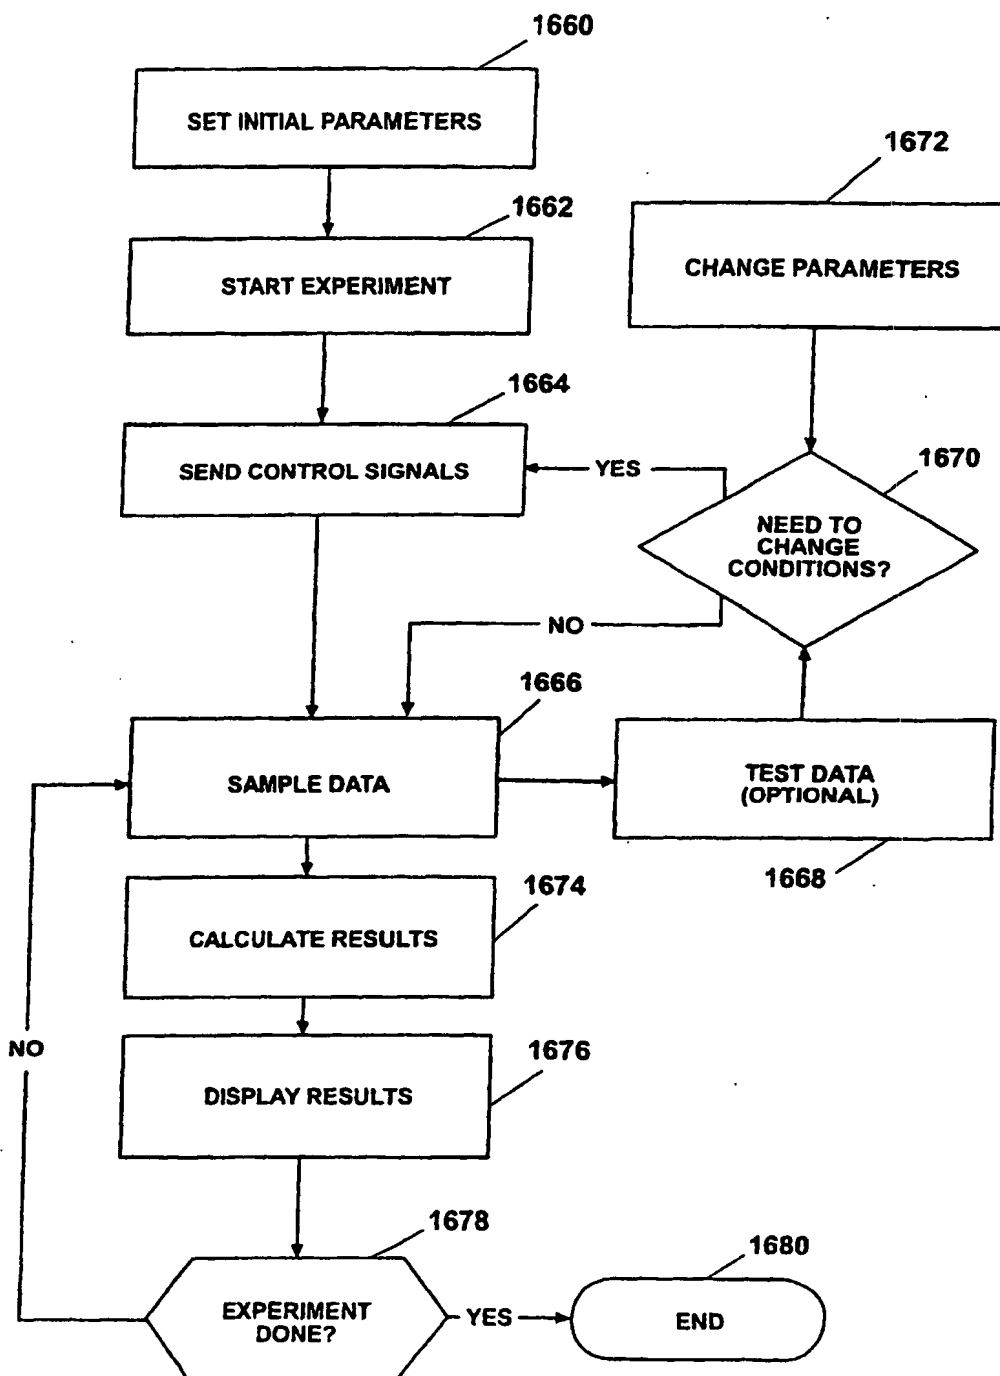 1660
SET INITIAL PARAMETERS
1662
START EXPERIMENT
1672
CHANGE PARAMETERS
1664
SEND CONTROL SIGNALS
YES
1670
NEED TO
CHANGE
CONDITIONS?
NO
1666
SAMPLE DATA
TEST DATA
(OPTIONAL)
1668
1674
CALCULATE RESULTS
NO
1676
DISPLAY RESULTS
1678
EXPERIMENT
DONE?
YES
1680
END